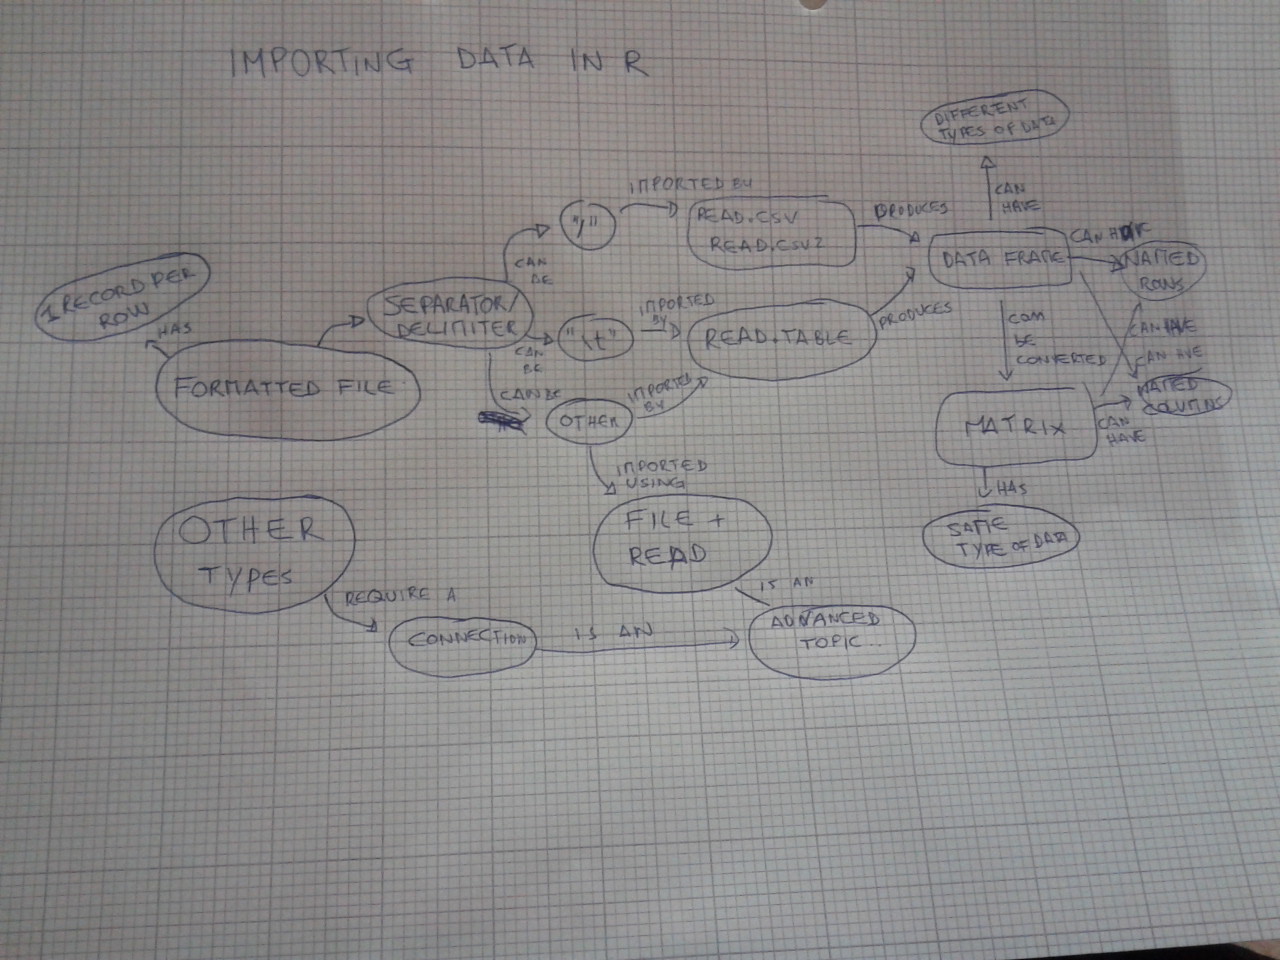 IMPORTING DATA IN R
DIFFERENT
TYPES OF DATA
CAN
HAVE
IMPORTED BY
","
READ.CSV
READ.CSV2
PRODUCES
DATA FRAME
CAN HAVE
NAMED
ROWS
1 RECORD PER
ROW
HAS
FORMATTED FILE
SEPARATOR/
DELIMITER
CAN
BE
CAN
BE
"\t"
IMPORTED
BY
READ.TABLE
PRODUCES
CAN
BE
CONVERTED
CAN HAVE
CAN HVE
NAMED
COLUMNS
CAN BE
OTHER
IMPORTED
BY
MATRIX
CAN
HAVE
HAS
SAME
TYPE OF DATA
IMPORTED
USING
FILE +
READ
IS AN
OTHER
TYPES
REQUIRE A
CONNECTION
IS AN
ADVANCED
TOPIC...